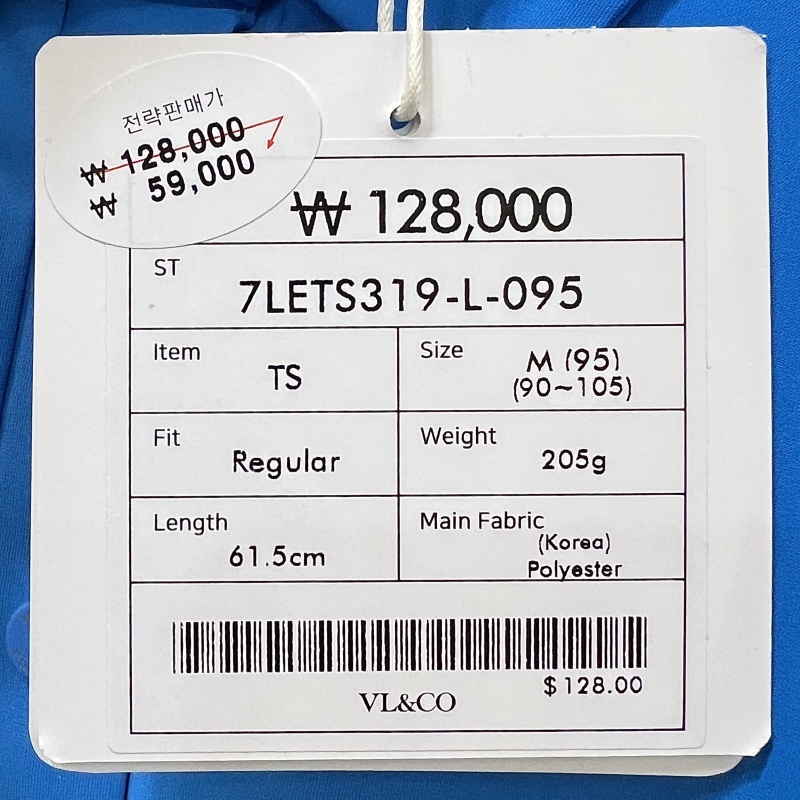 전략판매가
₩ 128,000
₩ 59,000
₩ 128,000
ST
7LETS319-L-095
Item
TS
Size
M (95)
(90~105)
Fit
Regular
Weight
205g
Length
61.5cm
Main Fabric
(Korea)
Polyester
$128.00
VL&CO